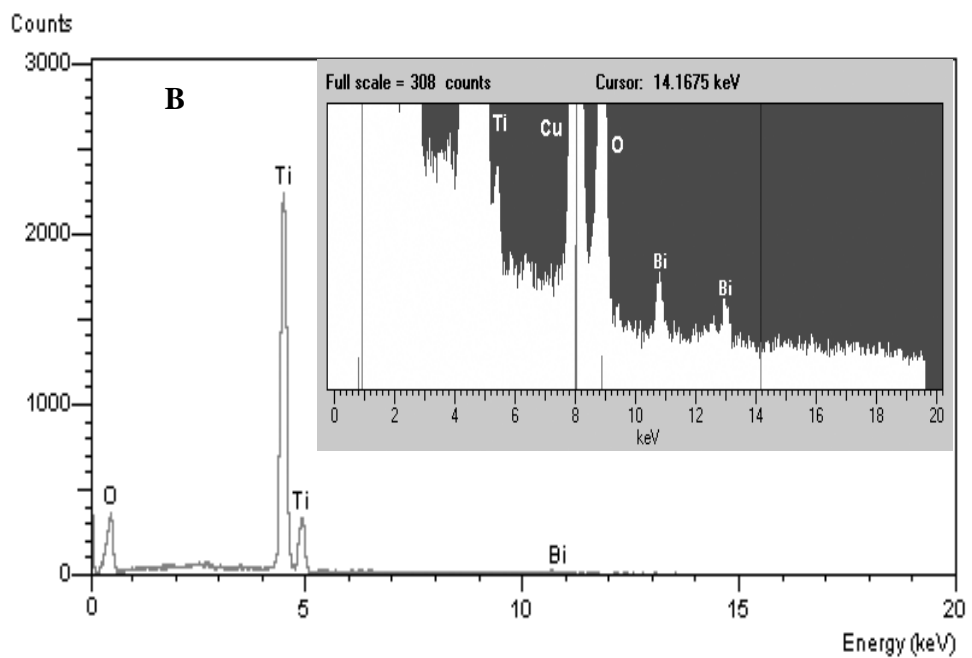 Counts
3000
B
Full scale = 308 counts Cursor: 14.1675 keV
Ti Cu O
Bi Bi
0 2 4 6 8 10 12 14 16 18 20
keV
Ti
2000
1000
O Ti
Bi
0
0 5 10 15 20
Energy (keV)